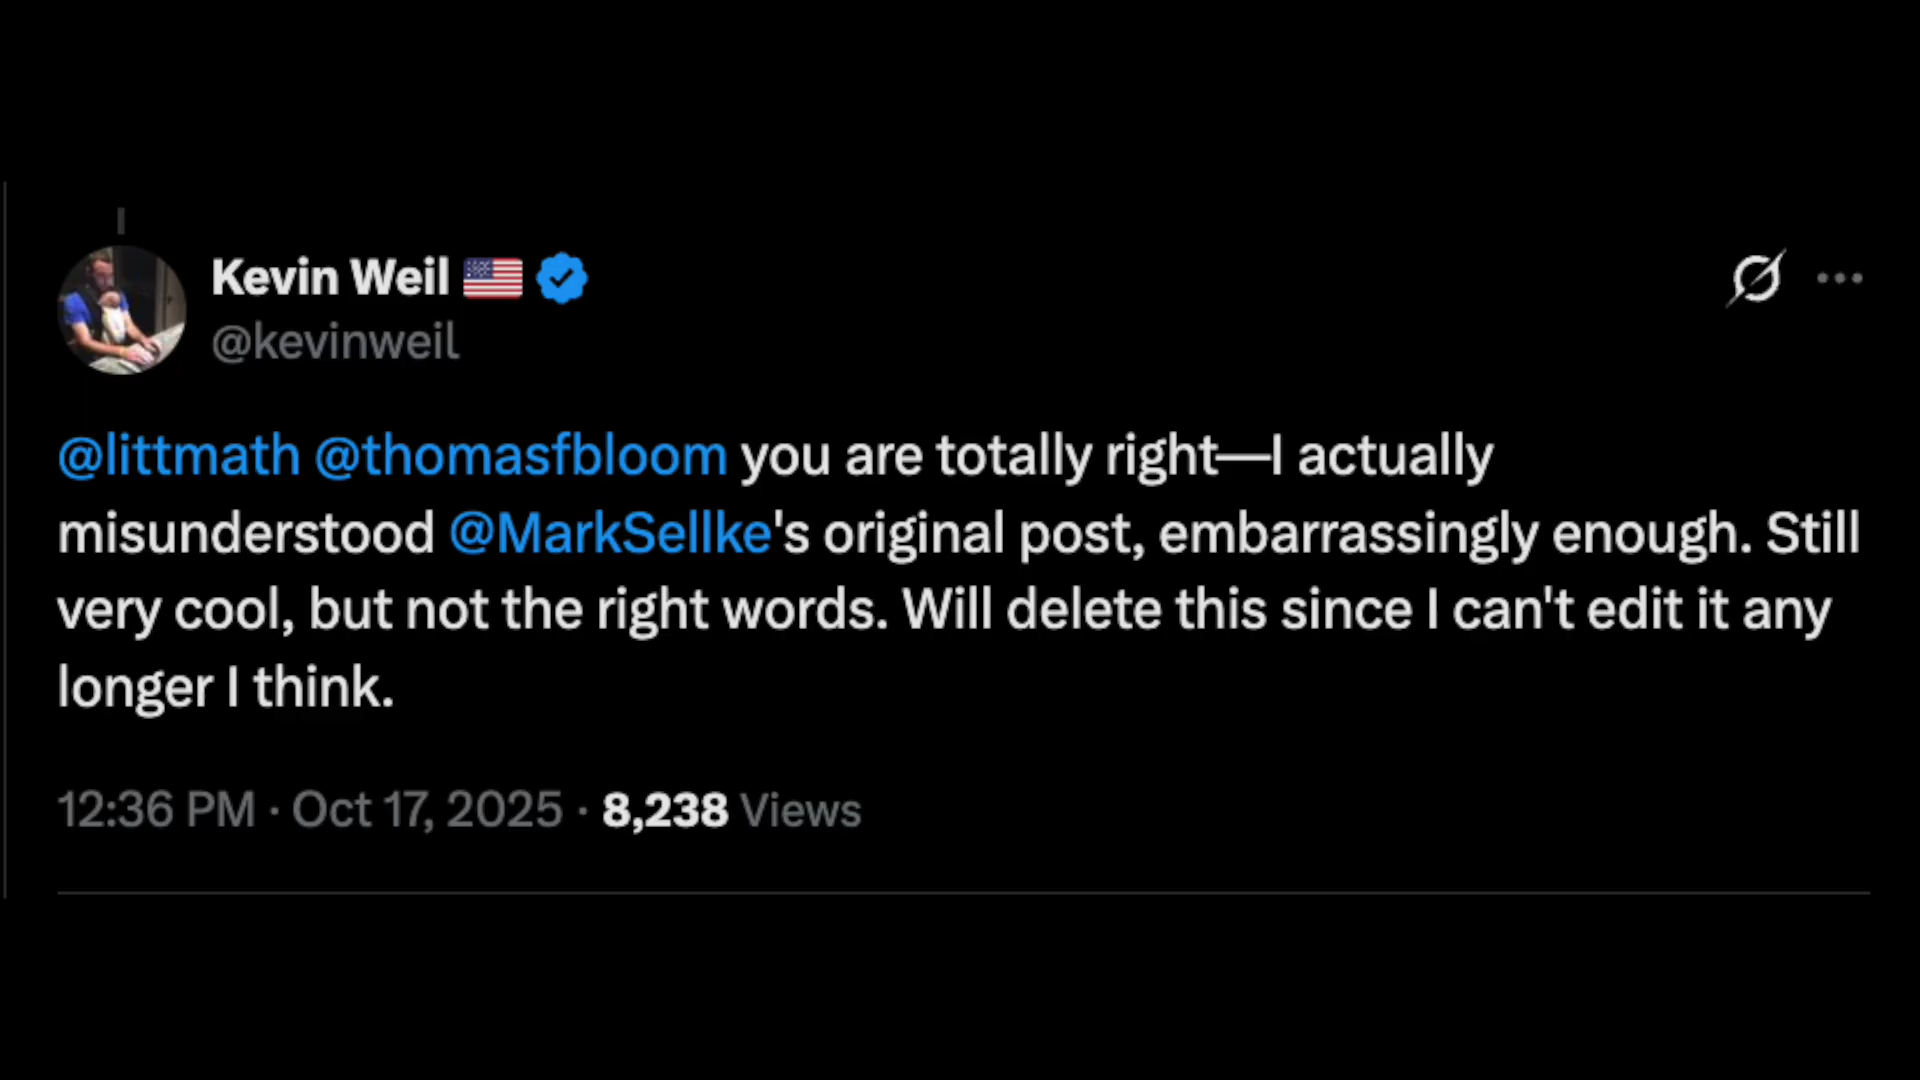 Kevin Weil 🇺🇸
@kevinweil
@littmath @thomasfbloom you are totally right—I actually
misunderstood @MarkSellke's original post, embarrassingly enough. Still
very cool, but not the right words. Will delete this since I can't edit it any
longer I think.
12:36 PM · Oct 17, 2025 · 8,238 Views